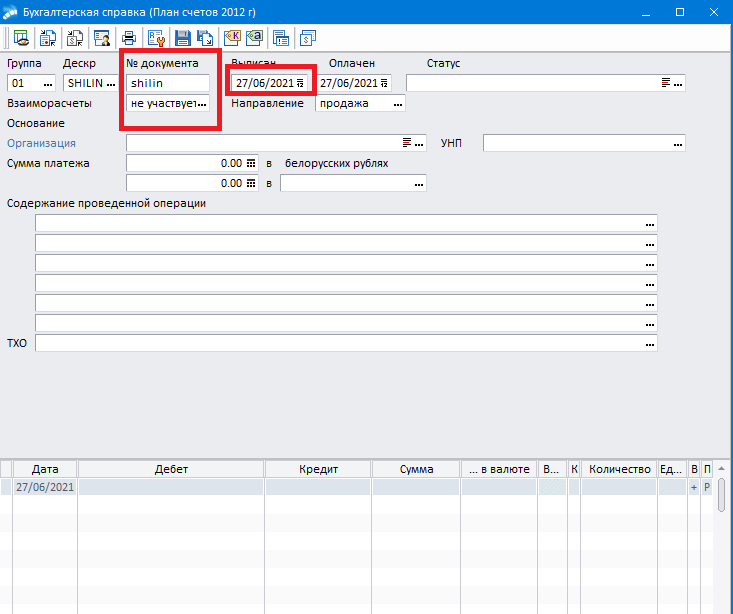 Бухгалтерская справка (План счетов 2012 г)
Группа Дескр № документа Выписан Оплачен Статус
01 ... SHILIN ... shilin 27/06/2021 27/06/2021 ...
Взаиморасчеты не участвует... Направление продажа ...
Основание
Организация ... УНП ...
Сумма платежа 0.00 в белорусских рублях
0.00 в ...
Содержание проведенной операции
...
...
...
...
...
...
ТХО ...
Дата Дебет Кредит Сумма ... в валюте В... К Количество Ед... В П
27/06/2021 + Р